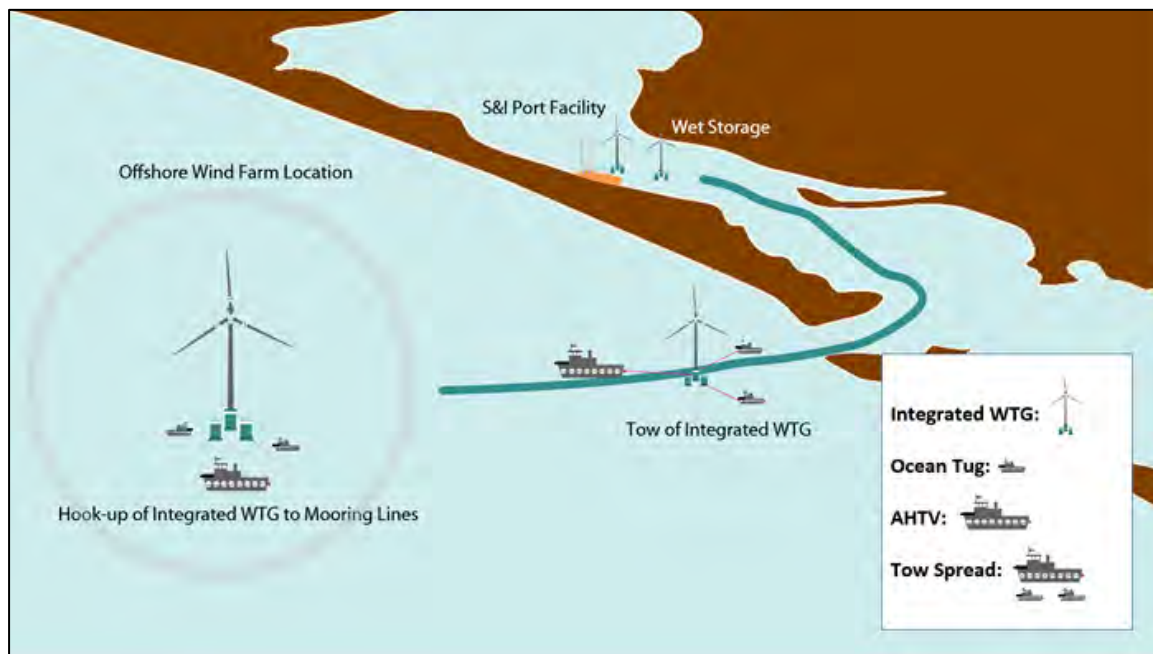 S&I Port Facility
Wet Storage
Offshore Wind Farm Location
Tow of Integrated WTG
Hook-up of Integrated WTG to Mooring Lines
Integrated WTG:
Ocean Tug:
AHTV:
Tow Spread: